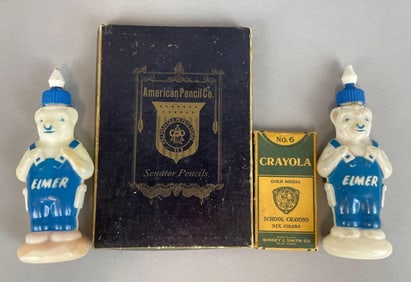 American Pencil Co.
Senator Pencils
ELMER
No. 6
CRAYOLA
GOLD MEDAL
SCHOOL CRAYONS
SIX COLORS
BINNEY & SMITH CO.
ELMER